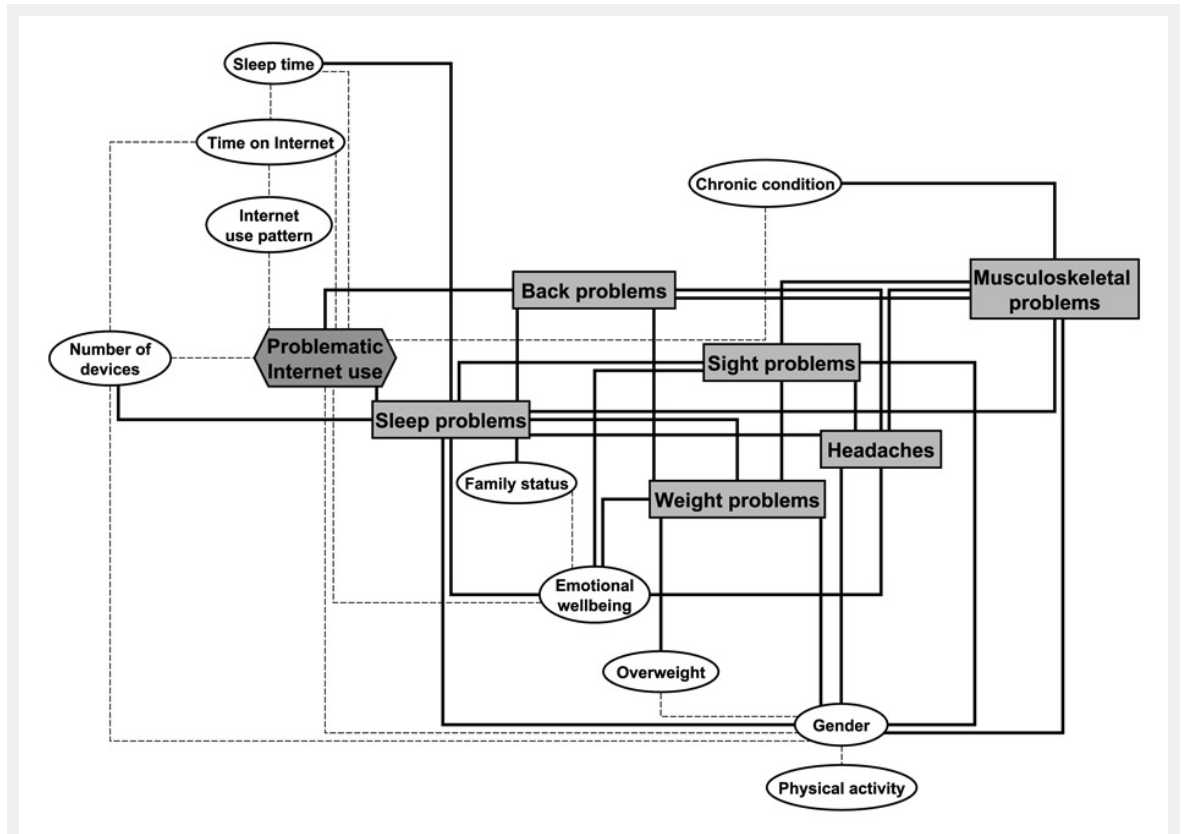 Sleep time
Time on Internet
Chronic condition
Internet
use pattern
Back problems
Musculoskeletal
problems
Number of
devices
Problematic
Internet use
Sight problems
Sleep problems
Headaches
Family status
Weight problems
Emotional
wellbeing
Overweight
Gender
Physical activity